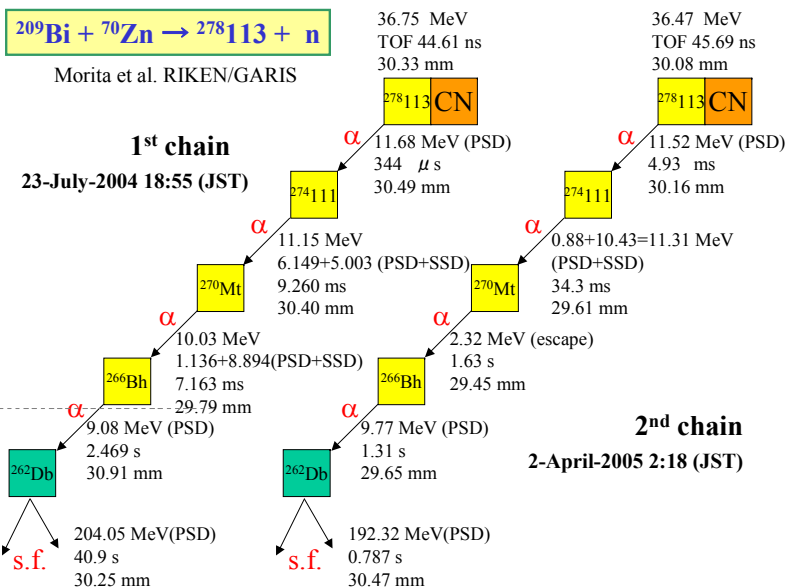 ²⁰⁹Bi + ⁷⁰Zn → ²⁷⁸113 + n
Morita et al. RIKEN/GARIS
1st chain
23-July-2004 18:55 (JST)
36.75 MeV
TOF 44.61 ns
30.33 mm
²⁷⁸113 CN
α
11.68 MeV (PSD)
344 μs
30.49 mm
²⁷⁴111
α
11.15 MeV
6.149+5.003 (PSD+SSD)
9.260 ms
30.40 mm
²⁷⁰Mt
α
10.03 MeV
1.136+8.894(PSD+SSD)
7.163 ms
29.79 mm
²⁶⁶Bh
α
9.08 MeV (PSD)
2.469 s
30.91 mm
²⁶²Db
204.05 MeV(PSD)
s.f.
40.9 s
30.25 mm
36.47 MeV
TOF 45.69 ns
30.08 mm
²⁷⁸113 CN
α
11.52 MeV (PSD)
4.93 ms
30.16 mm
²⁷⁴111
α
0.88+10.43=11.31 MeV
(PSD+SSD)
34.3 ms
29.61 mm
²⁷⁰Mt
α
2.32 MeV (escape)
1.63 s
29.45 mm
²⁶⁶Bh
α
9.77 MeV (PSD)
1.31 s
29.65 mm
²⁶²Db
192.32 MeV(PSD)
s.f.
0.787 s
30.47 mm
2nd chain
2-April-2005 2:18 (JST)